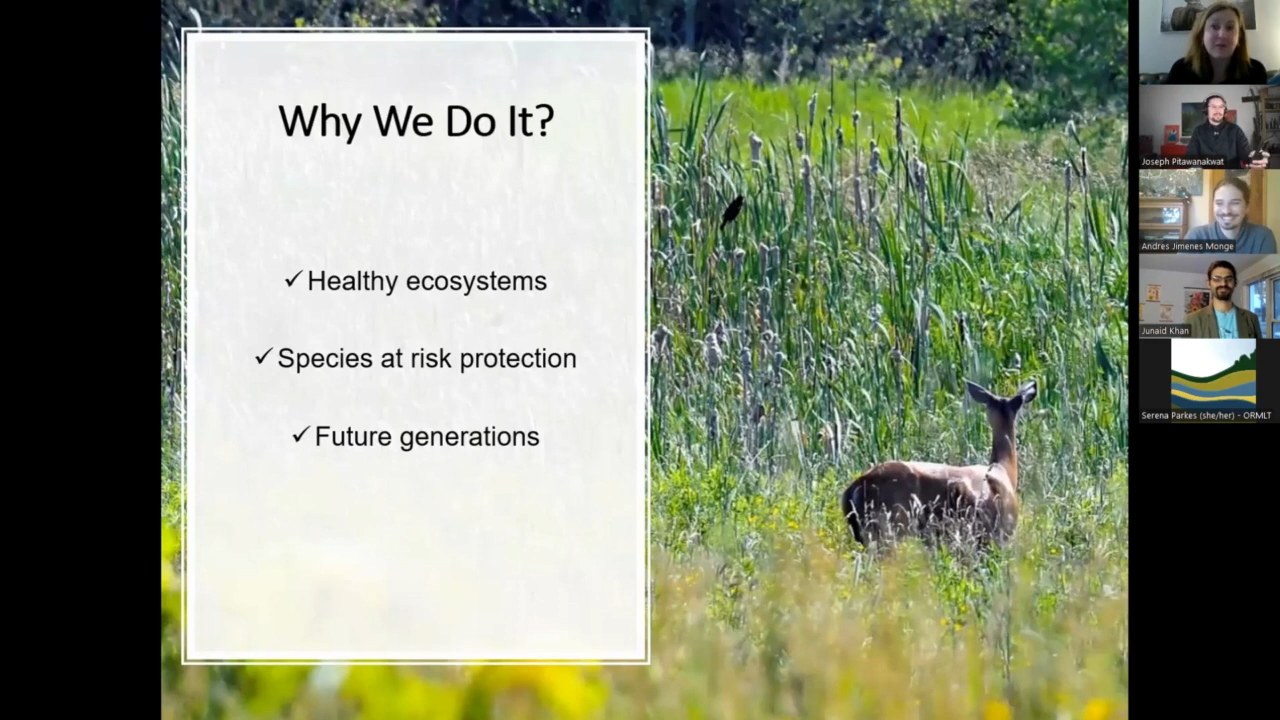 Why We Do It?
✓Healthy ecosystems
✓Species at risk protection
✓Future generations
Joseph Pitawanakwat
Andres Jimenes Monge
Junaid Khan
Serena Parkes (she/her) - ORMLT